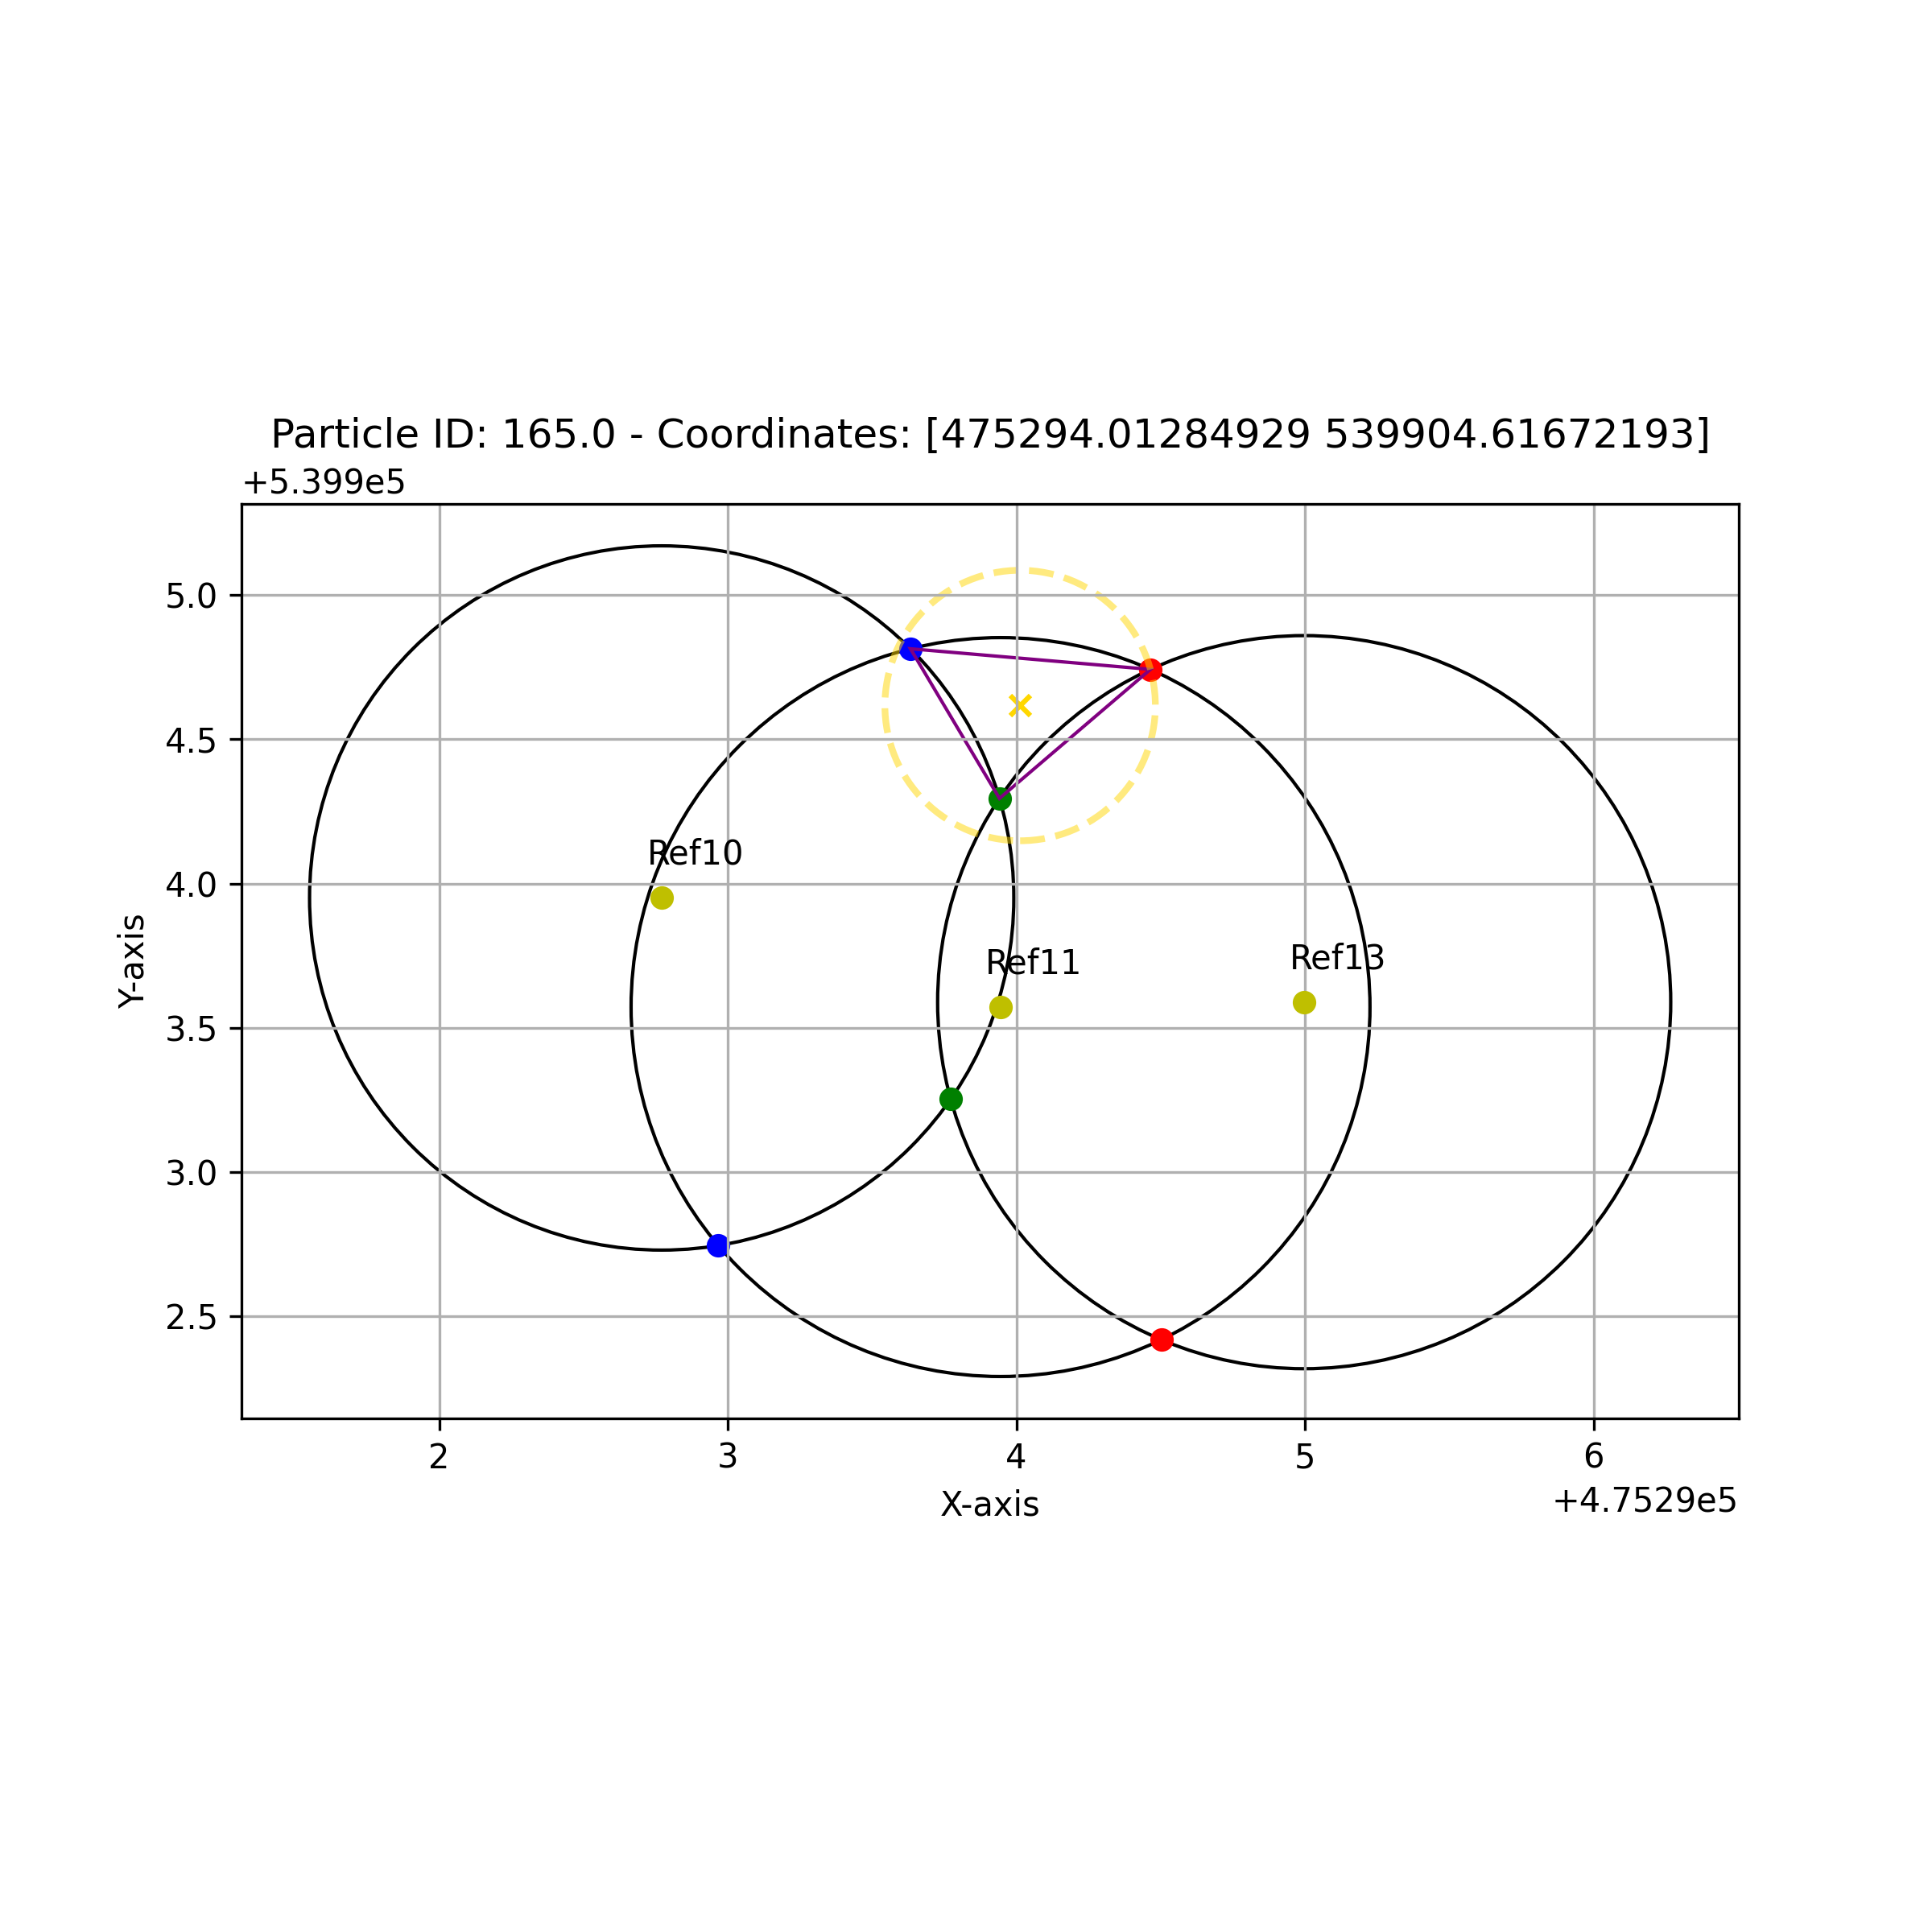 Particle ID: 165.0 - Coordinates: [475294.01284929 539904.61672193]
+5.399e5
5.0
4.5
4.0
3.5
3.0
2.5
Y-axis
Ref10
Ref11
Ref13
2
3
4
5
6
X-axis
+4.7529e5